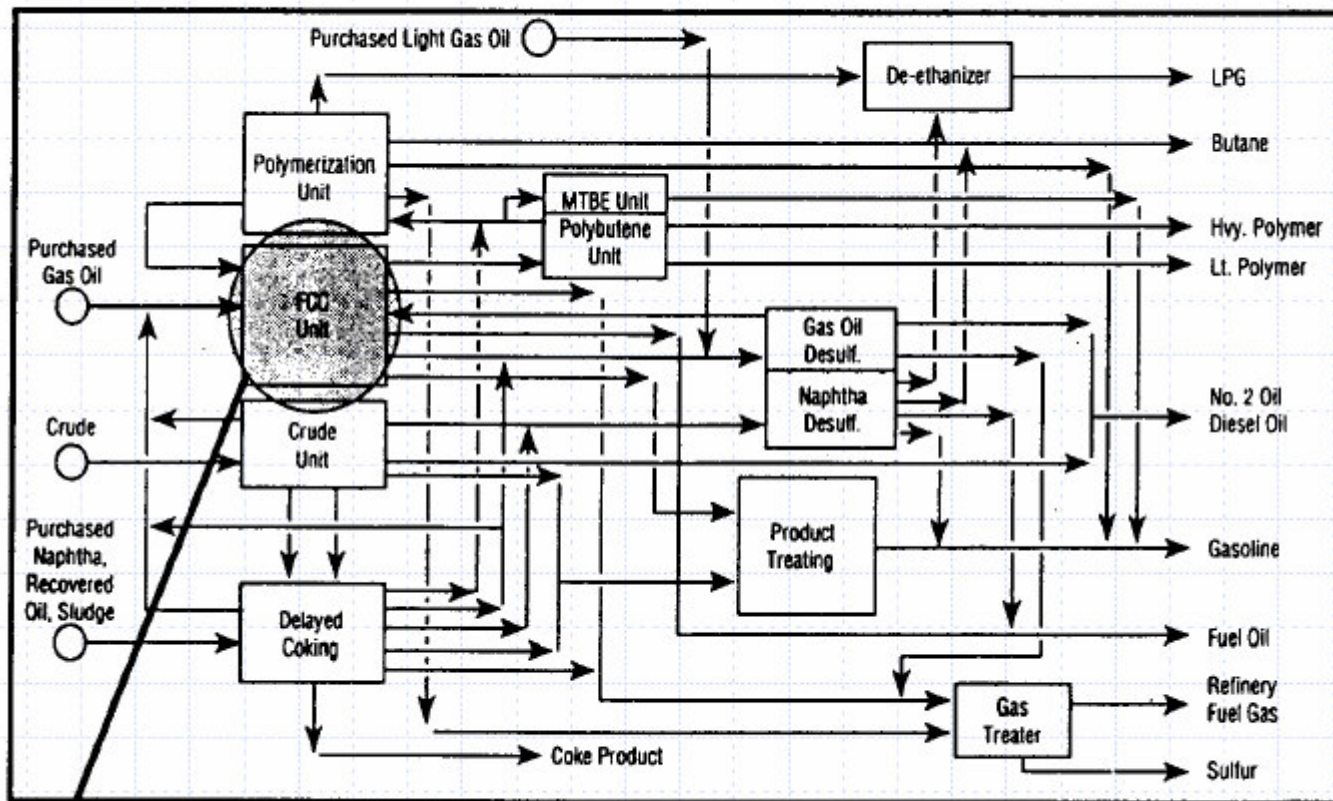 Purchased Light Gas Oil
De-ethanizer
LPG
Polymerization
Unit
Butane
MTBE Unit
Polybutene
Unit
Hvy. Polymer
Lt. Polymer
Purchased
Gas Oil
FCC
Unit
Gas Oil
Desulf.
Naphtha
Desulf.
No. 2 Oil
Diesel Oil
Crude
Crude
Unit
Purchased
Naphtha,
Recovered
Oil, Sludge
Product
Treating
Gasoline
Delayed
Coking
Fuel Oil
Gas
Treater
Refinery
Fuel Gas
Coke Product
Sulfur